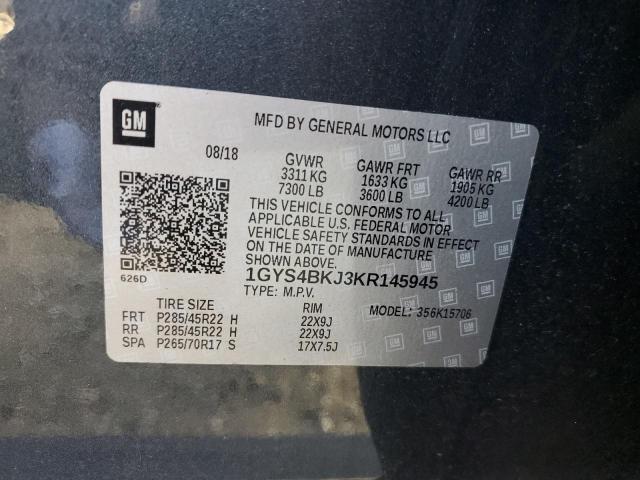 GM
MFD BY GENERAL MOTORS LLC
08/18 GVWR GAWR FRT GAWR RR
3311 KG 1633 KG 1905 KG
7300 LB 3600 LB 4200 LB
THIS VEHICLE CONFORMS TO ALL
APPLICABLE U.S. FEDERAL MOTOR
VEHICLE SAFETY STANDARDS IN EFFECT
ON THE DATE OF MANUFACTURE
SHOWN ABOVE.
626D 1GYS4BKJ3KR145945
TYPE: M.P.V. MODEL: 356K15706
TIRE SIZE RIM
FRT P285/45R22 H 22X9J
RR P285/45R22 H 22X9J
SPA P265/70R17 S 17X7.5J